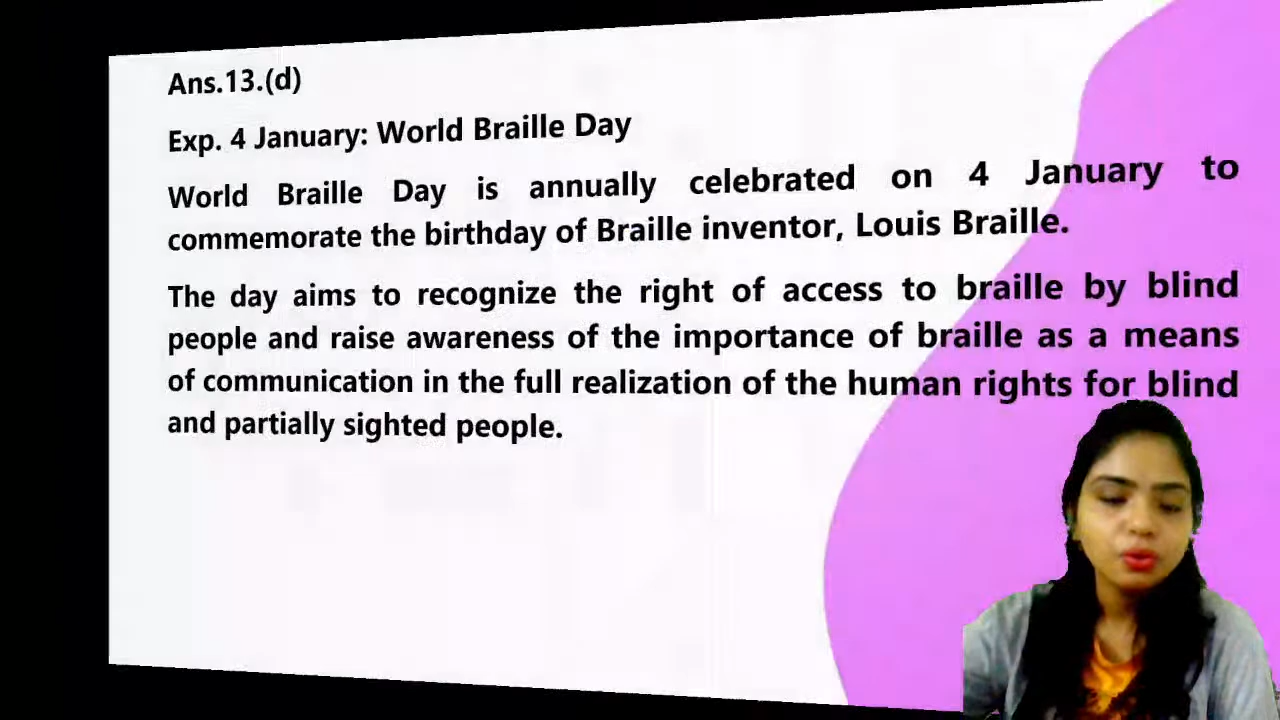 Ans.13.(d)
Exp. 4 January: World Braille Day
World Braille Day is annually celebrated on 4 January to
commemorate the birthday of Braille inventor, Louis Braille.
The day aims to recognize the right of access to braille by blind
people and raise awareness of the importance of braille as a means
of communication in the full realization of the human rights for blind
and partially sighted people.